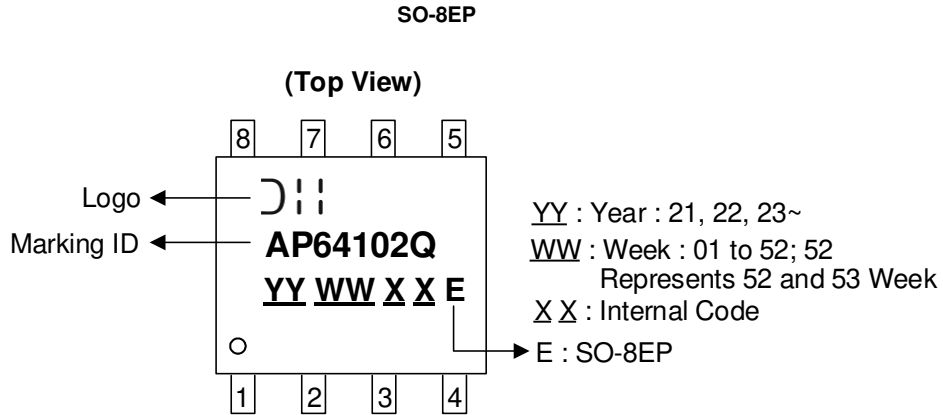 SO-8EP
(Top View)
8 7 6 5
Logo
Marking ID
AP64102Q
YY WW X X E
YY : Year : 21, 22, 23~
WW : Week : 01 to 52; 52
Represents 52 and 53 Week
X X : Internal Code
E : SO-8EP
1 2 3 4